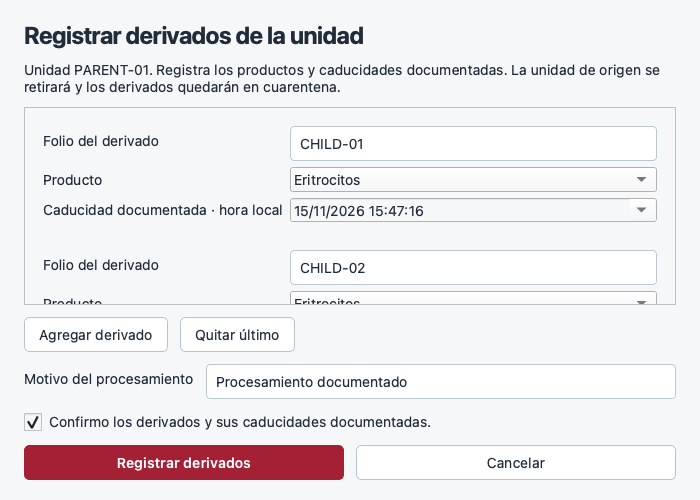 Registrar derivados de la unidad
Unidad PARENT-01. Registra los productos y caducidades documentadas. La unidad de origen se
retirará y los derivados quedarán en cuarentena.
Folio del derivado
CHILD-01
Producto
Eritrocitos
Caducidad documentada · hora local
15/11/2026 15:47:16
Folio del derivado
CHILD-02
Producto
Eritrocitos
Agregar derivado
Quitar último
Motivo del procesamiento
Procesamiento documentado
Confirmo los derivados y sus caducidades documentadas.
Registrar derivados
Cancelar